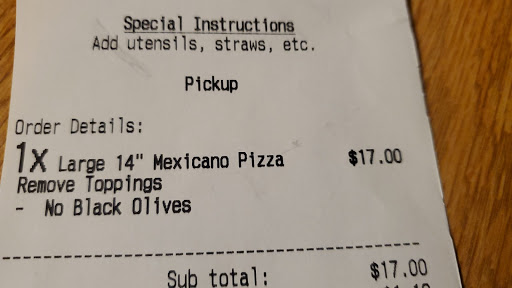 Special Instructions
Add utensils, straws, etc.
Pickup
Order Details:
1X Large 14" Mexicano Pizza $17.00
Remove Toppings
- No Black Olives
Sub total: $17.00